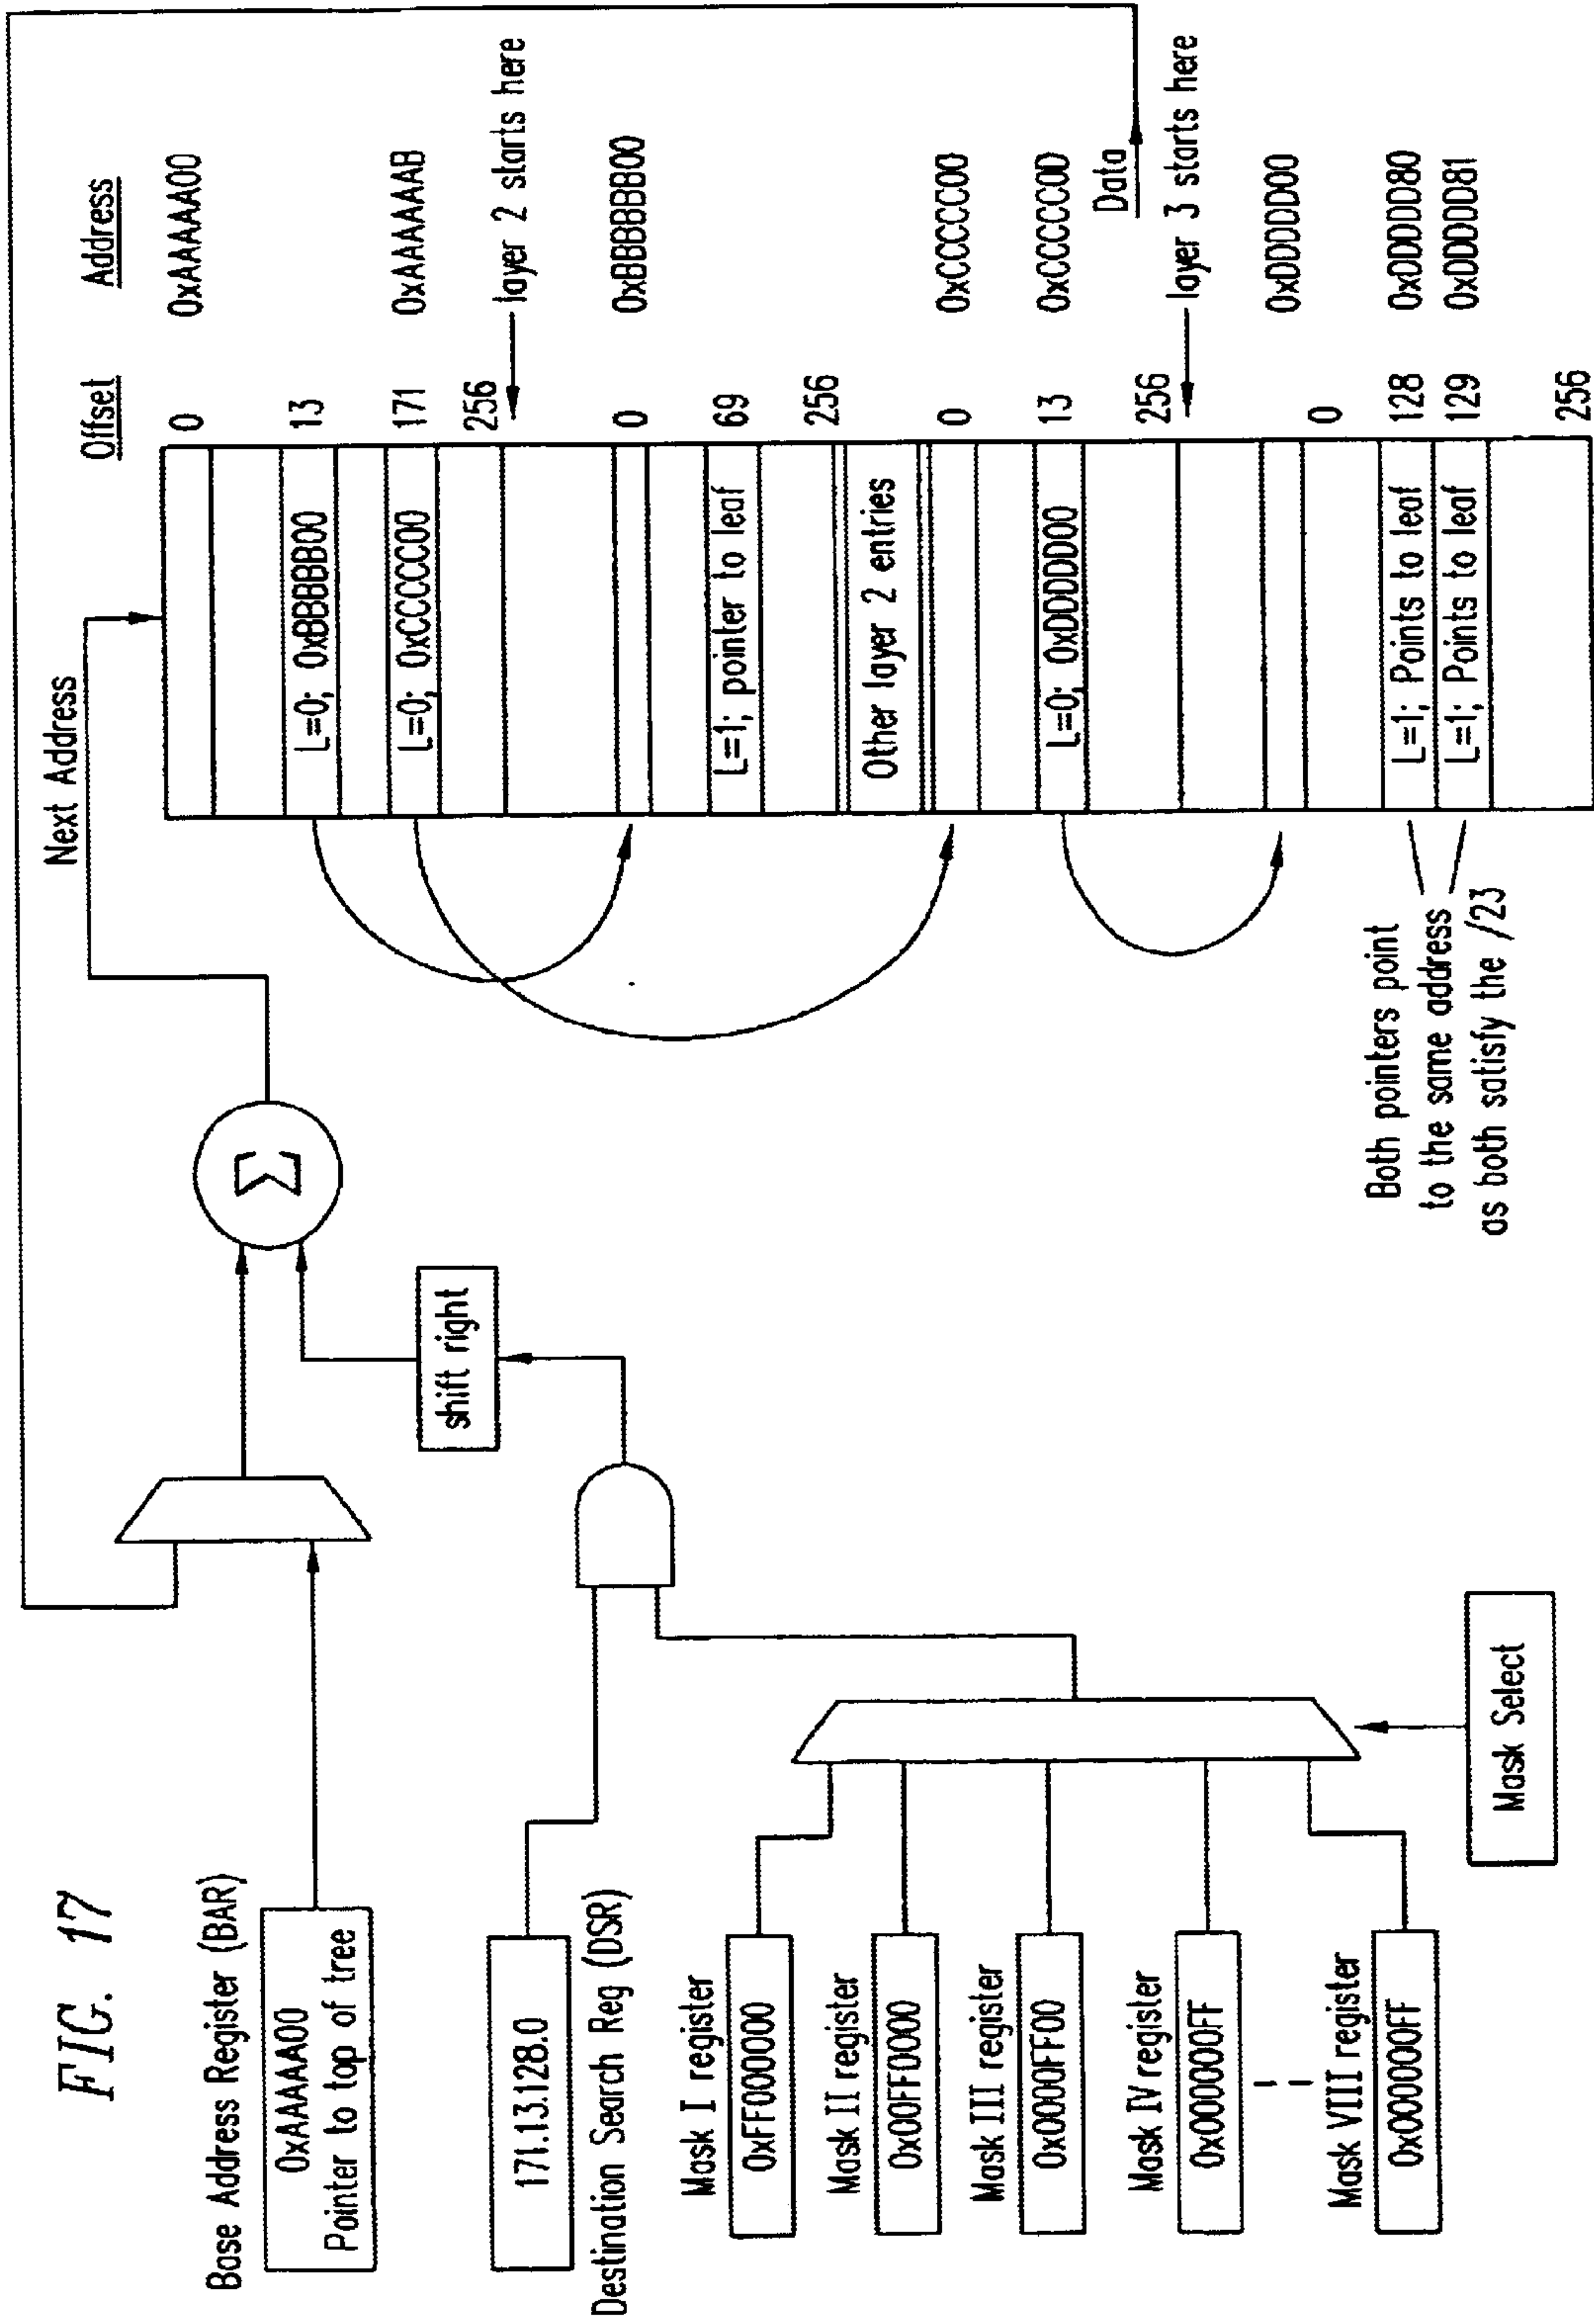 FIG. 17
Base Address Register (BAR)
0xAAAAAA00
Pointer to top of tree
171.13.128.0
Destination Search Reg (DSR)
Mask I register
0xFF000000
Mask II register
0x00FF0000
Mask III register
0x0000FF00
Mask IV register
0x000000FF
Mask VIII register
0x000000FF
Mask Select
shift right
Σ
Next Address
Offset
Address
0
0xAAAAAA00
L=0; 0xBBBBBB00
13
L=0; 0xCCCCCC00
171
0xAAAAAAAB
256
layer 2 starts here
0
0xBBBBBB00
L=1; pointer to leaf
69
256
Other layer 2 entries
0
0xCCCCCC00
L=0; 0xDDDDDD00
13
0xCCCCCC0D
Data
256
layer 3 starts here
0
0xDDDDDD00
L=1; Points to leaf
128
0xDDDDDD80
L=1; Points to leaf
129
0xDDDDDD81
256
Both pointers point
to the same address
as both satisfy the /23